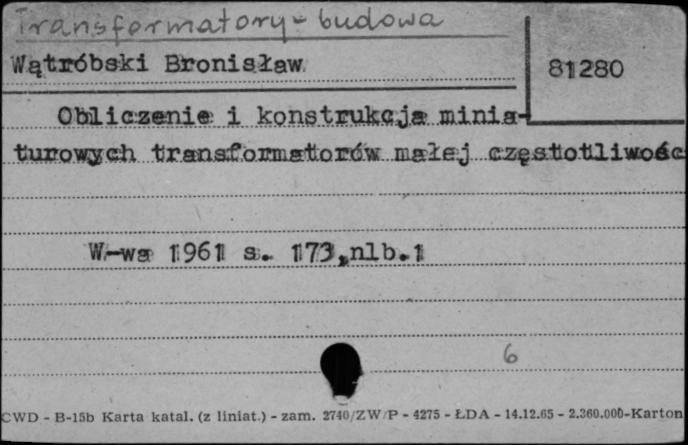 Transformatory - budowa
Wątróbski Bronisław
81280
Obliczenie i konstrukcja minia-
turowych transformatorów małej częstotliwośc
W-wa 1961 s. 173, nlb.1
6
CWD - B-15b Karta katal. (z liniat.) - zam. 2740/ZW/P - 4275 - ŁDA - 14.12.65 - 2.360.000-Karton